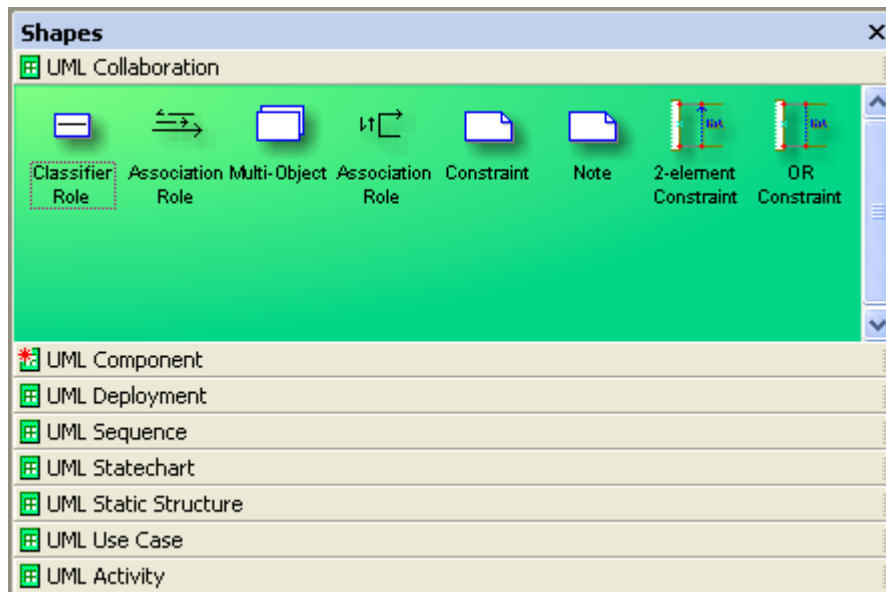 Shapes
UML Collaboration
Classifier Association Multi-Object Association Constraint Note 2-element OR
Role Role Role Constraint Constraint
UML Component
UML Deployment
UML Sequence
UML Statechart
UML Static Structure
UML Use Case
UML Activity